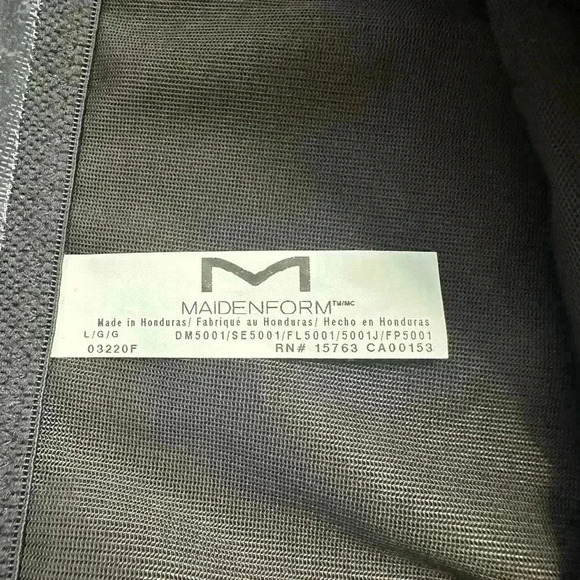 M
MAIDENFORM™/MC
Made in Honduras/ Fabriqué au Honduras/ Hecho en Honduras
L/G/G DM5001/SE5001/FL5001/5001J/FP5001
03220F RN# 15763 CA00153